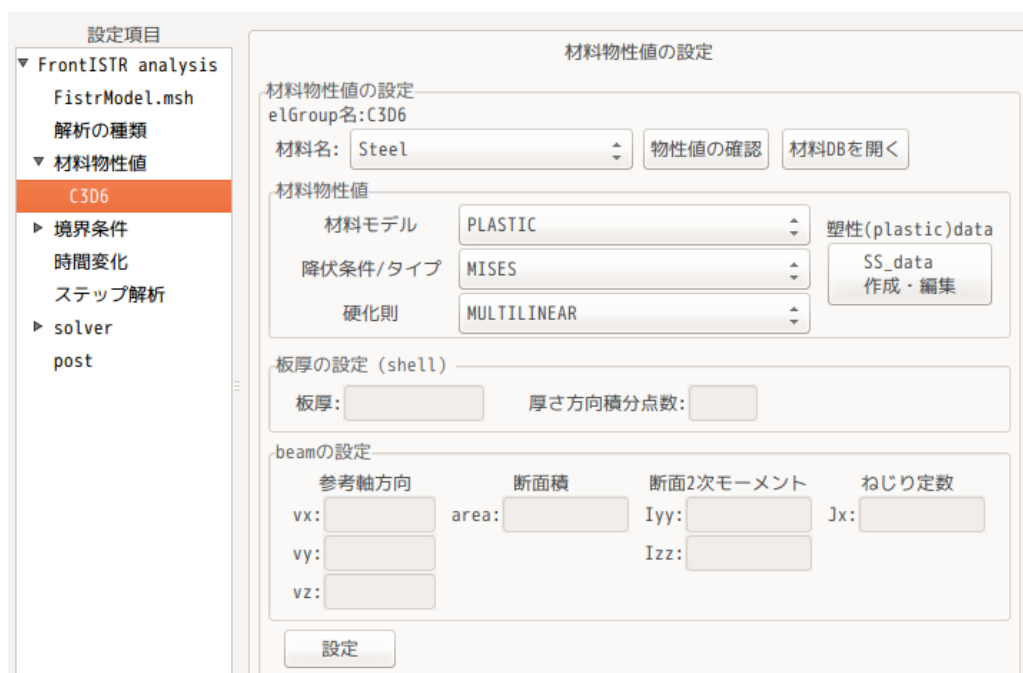 設定項目
FrontISTR analysis
FistrModel.msh
解析の種類
材料物性値
C3D6
境界条件
時間変化
ステップ解析
solver
post
材料物性値の設定
材料物性値の設定
elGroup名:C3D6
材料名: Steel 物性値の確認 材料DBを開く
材料物性値
材料モデル PLASTIC
降伏条件/タイプ MISES
硬化則 MULTILINEAR
塑性(plastic)data
SS_data
作成・編集
板厚の設定 (shell)
板厚: 厚さ方向積分点数:
beamの設定
参考軸方向 断面積 断面2次モーメント ねじり定数
vx: area: Iyy: Jx:
vy: Izz:
vz:
設定